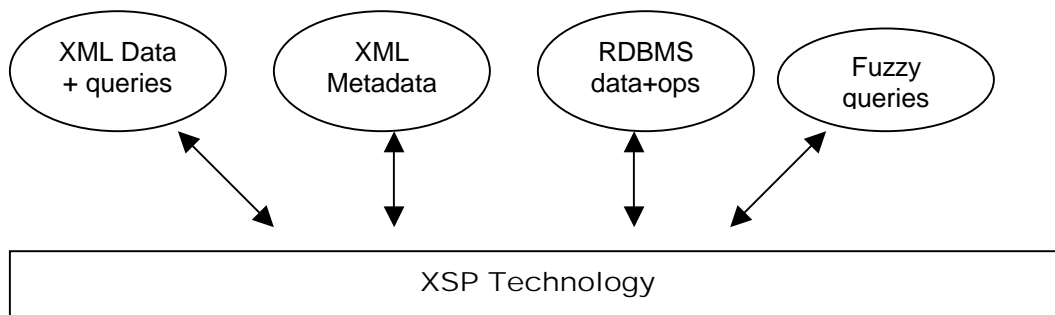 XML Data
+ queries
XML
Metadata
RDBMS
data+ops
Fuzzy
queries
XSP Technology